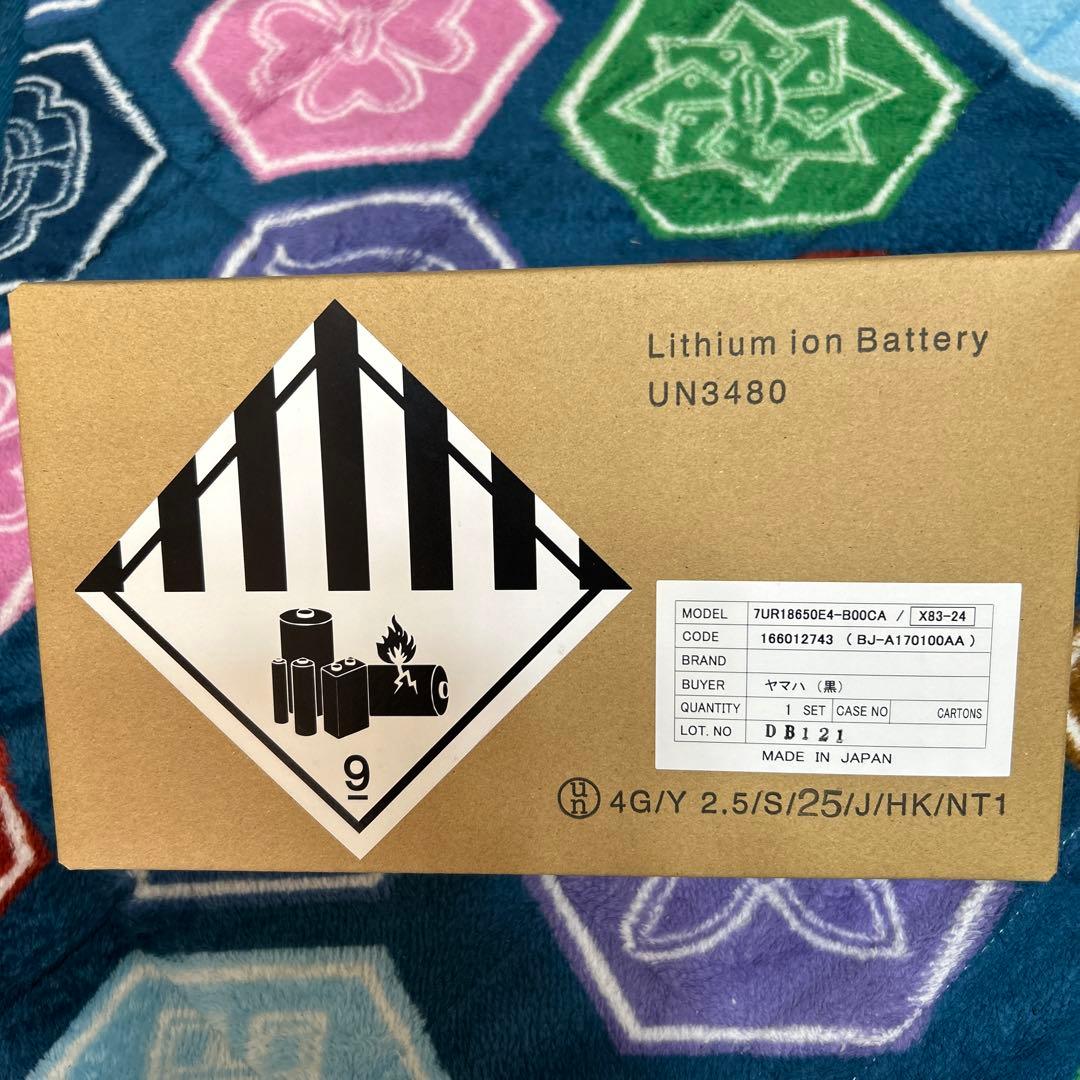 Lithium ion Battery
UN3480
MODEL 7UR18650E4-B00CA / X83-24
CODE 166012743 ( BJ-A170100AA )
BRAND
BUYER ヤマハ (黒)
QUANTITY 1 SET CASE NO CARTONS
LOT. NO DB121
MADE IN JAPAN
9
un 4G/Y 2.5/S/25/J/HK/NT1